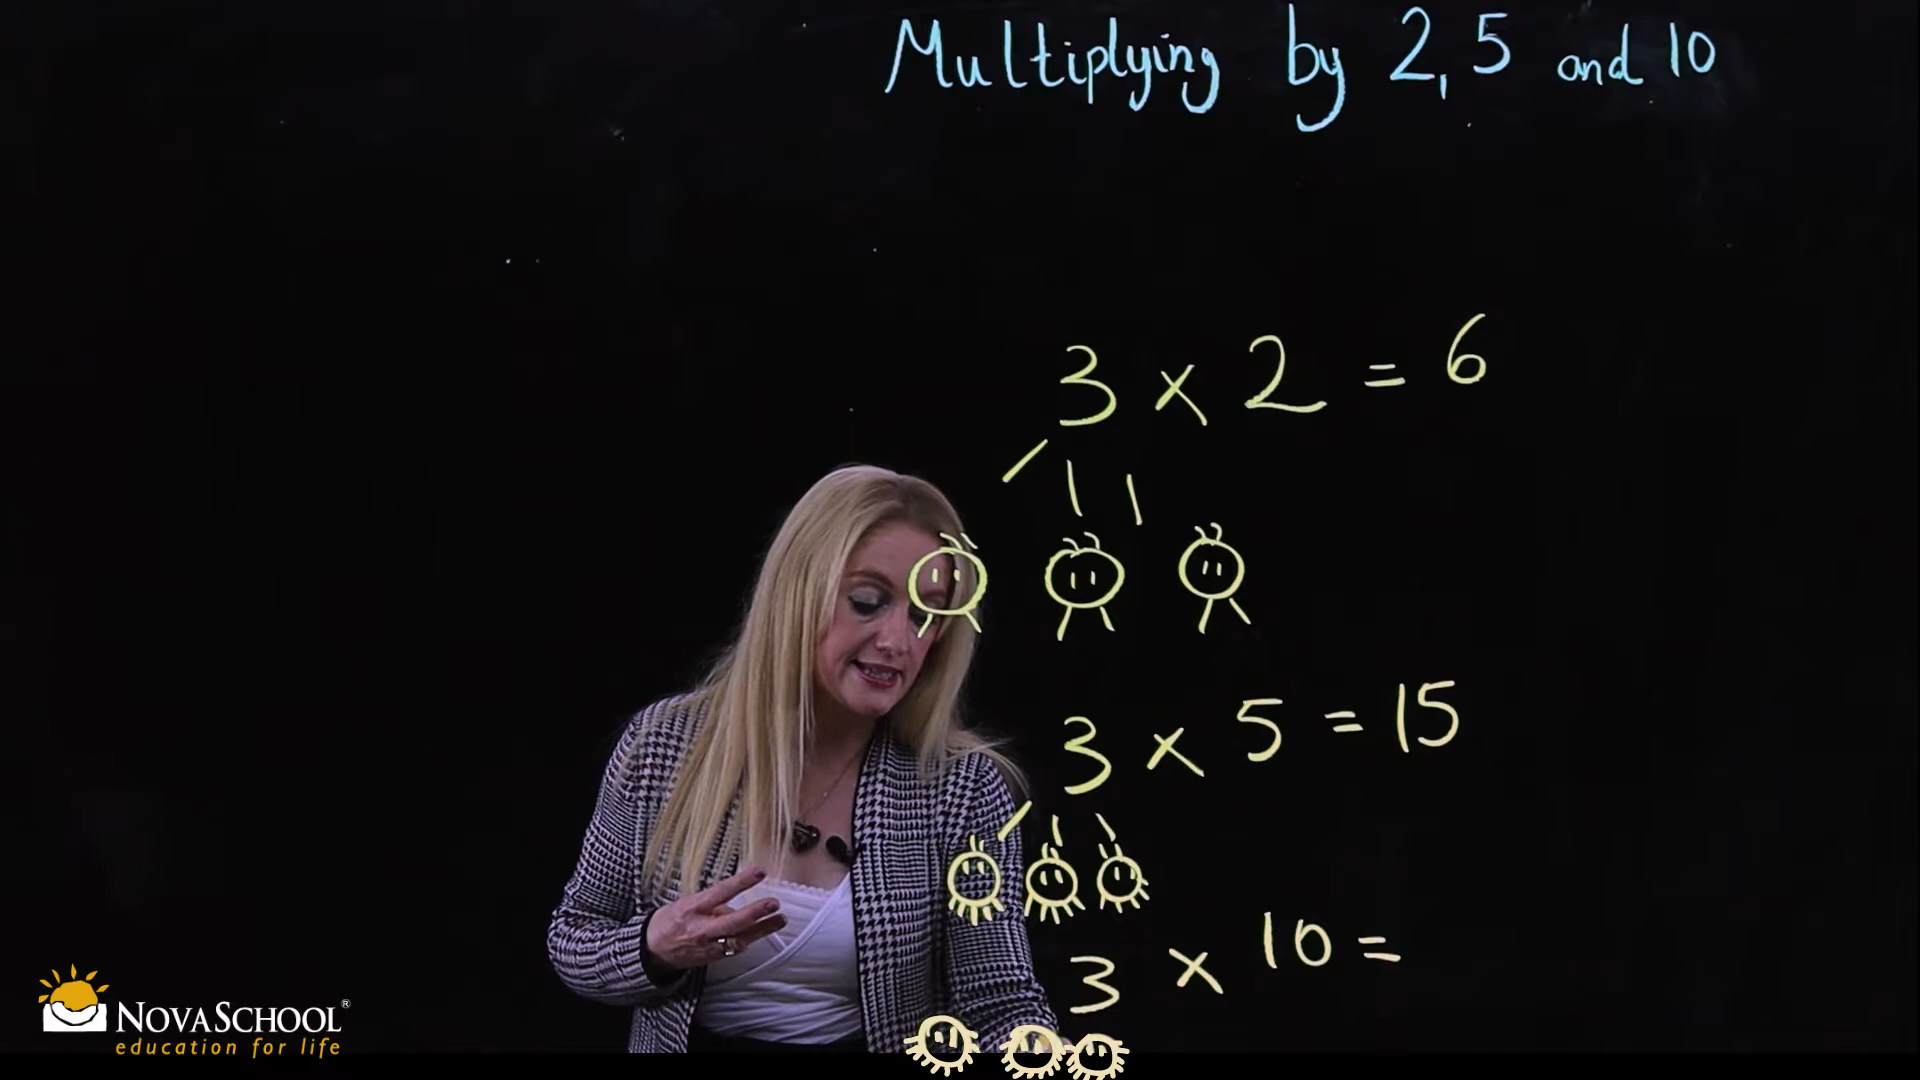 Multiplying by 2, 5 and 10
3 x 2 = 6
3 x 5 = 15
3 x 10 =
NOVASCHOOL®
education for life